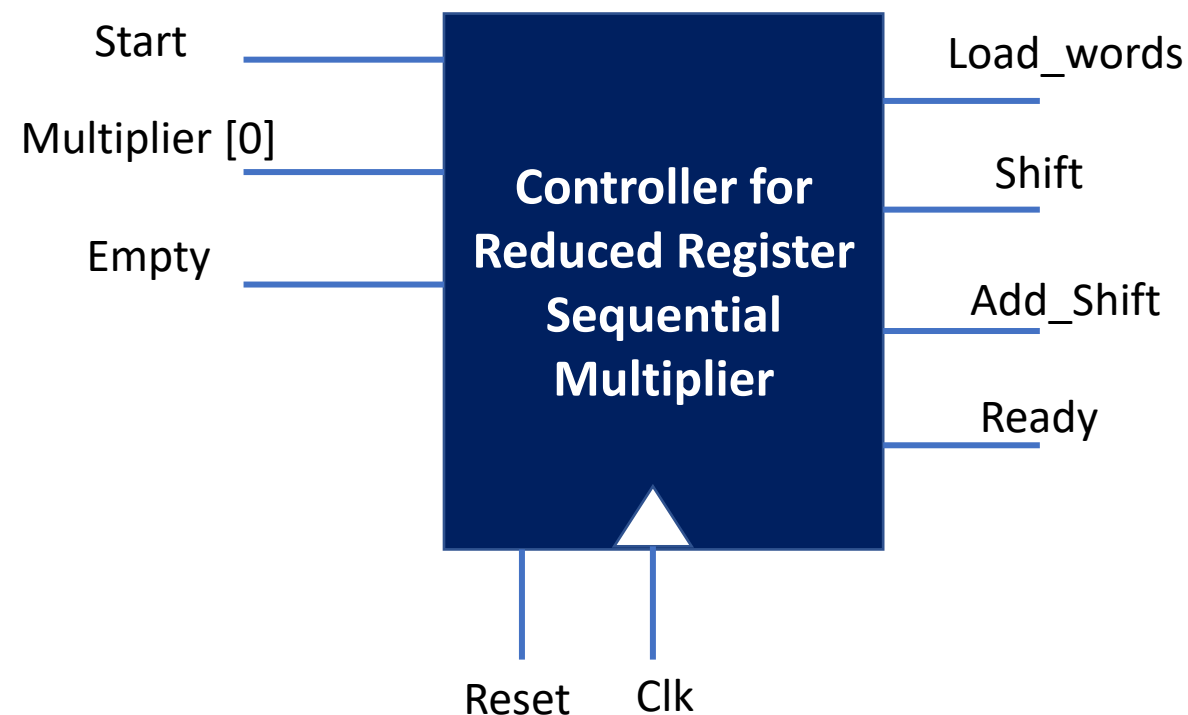 Start
Multiplier [0]
Empty
Controller for
Reduced Register
Sequential
Multiplier
Load_words
Shift
Add_Shift
Ready
Reset
Clk